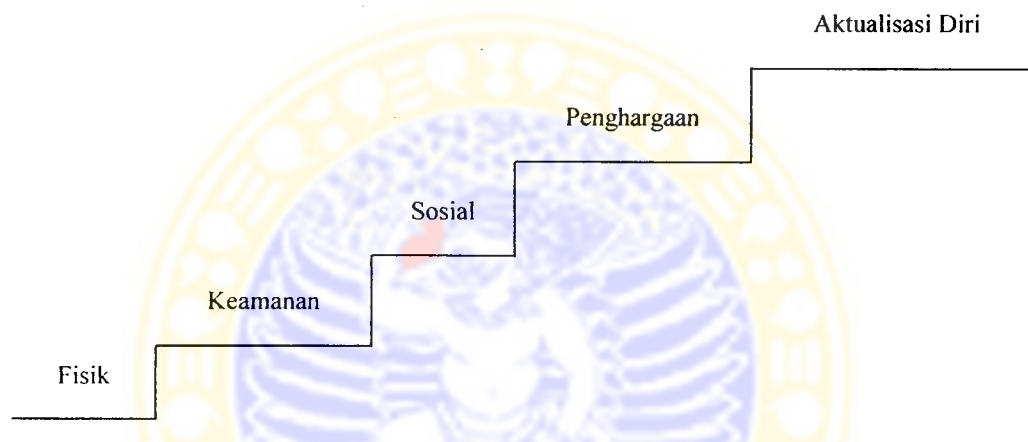 Aktualisasi Diri
Penghargaan
Sosial
Keamanan
Fisik